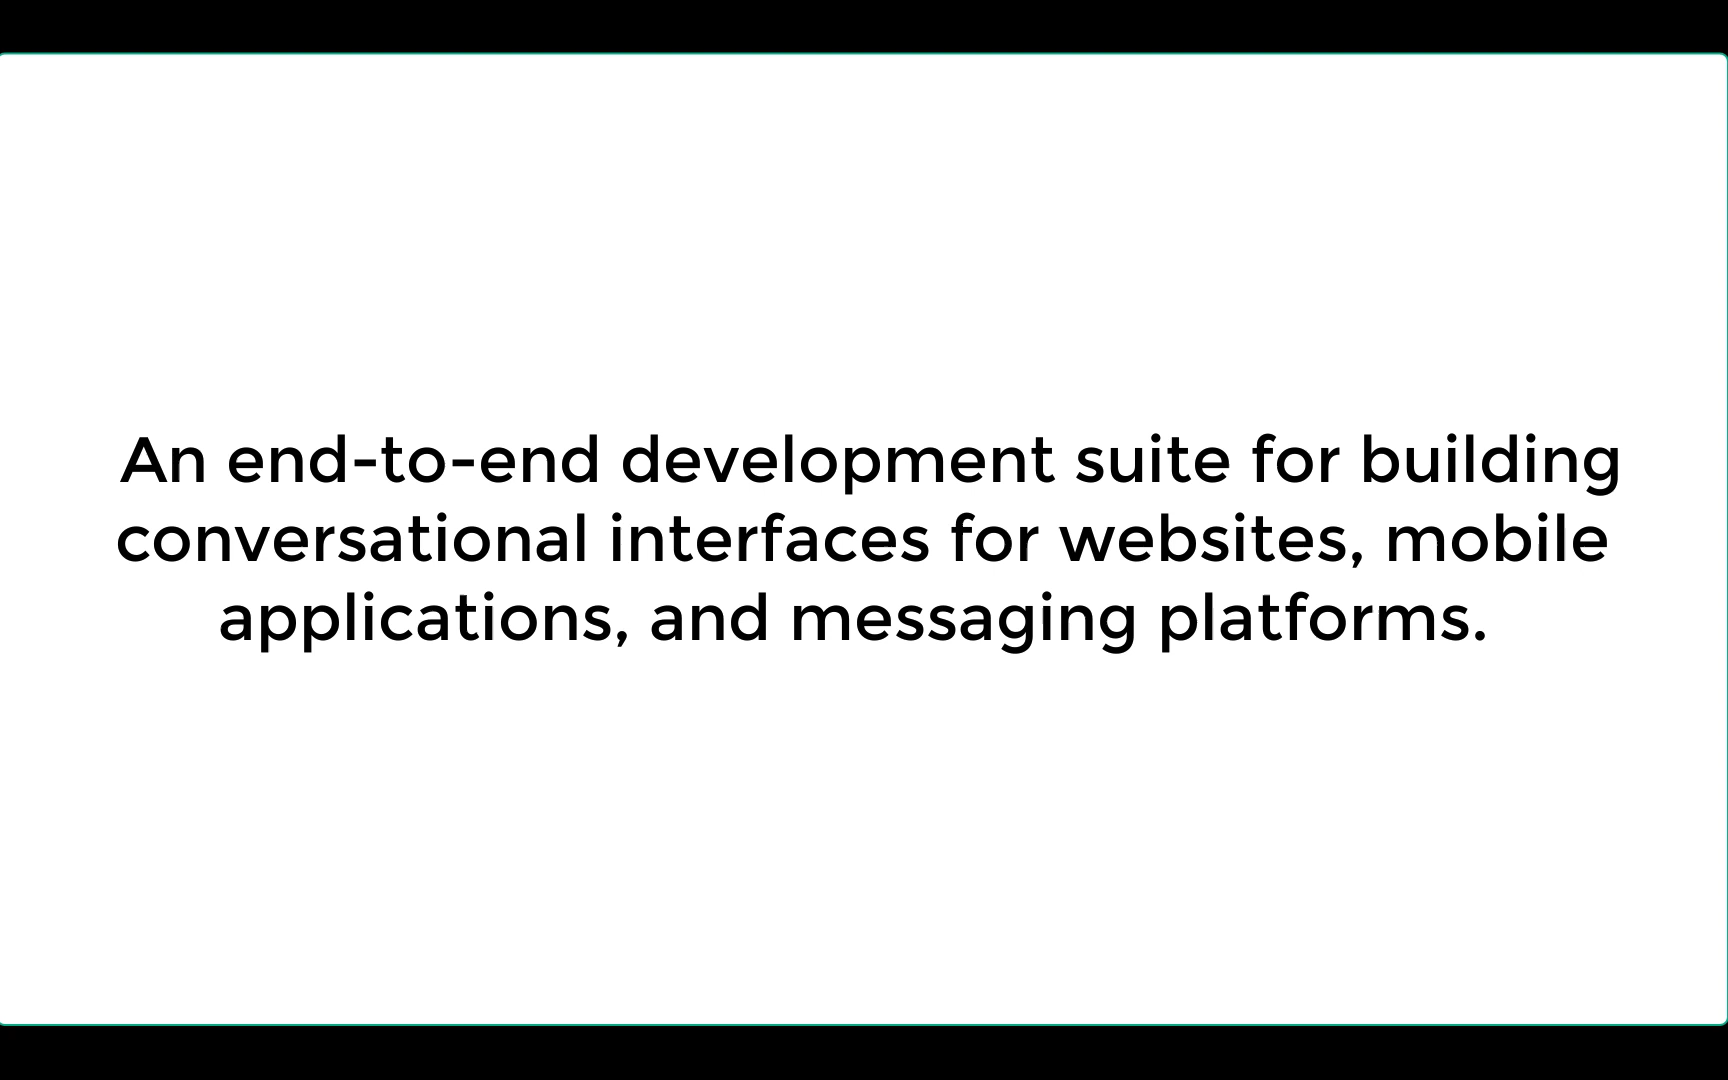 An end-to-end development suite for building
conversational interfaces for websites, mobile
applications, and messaging platforms.